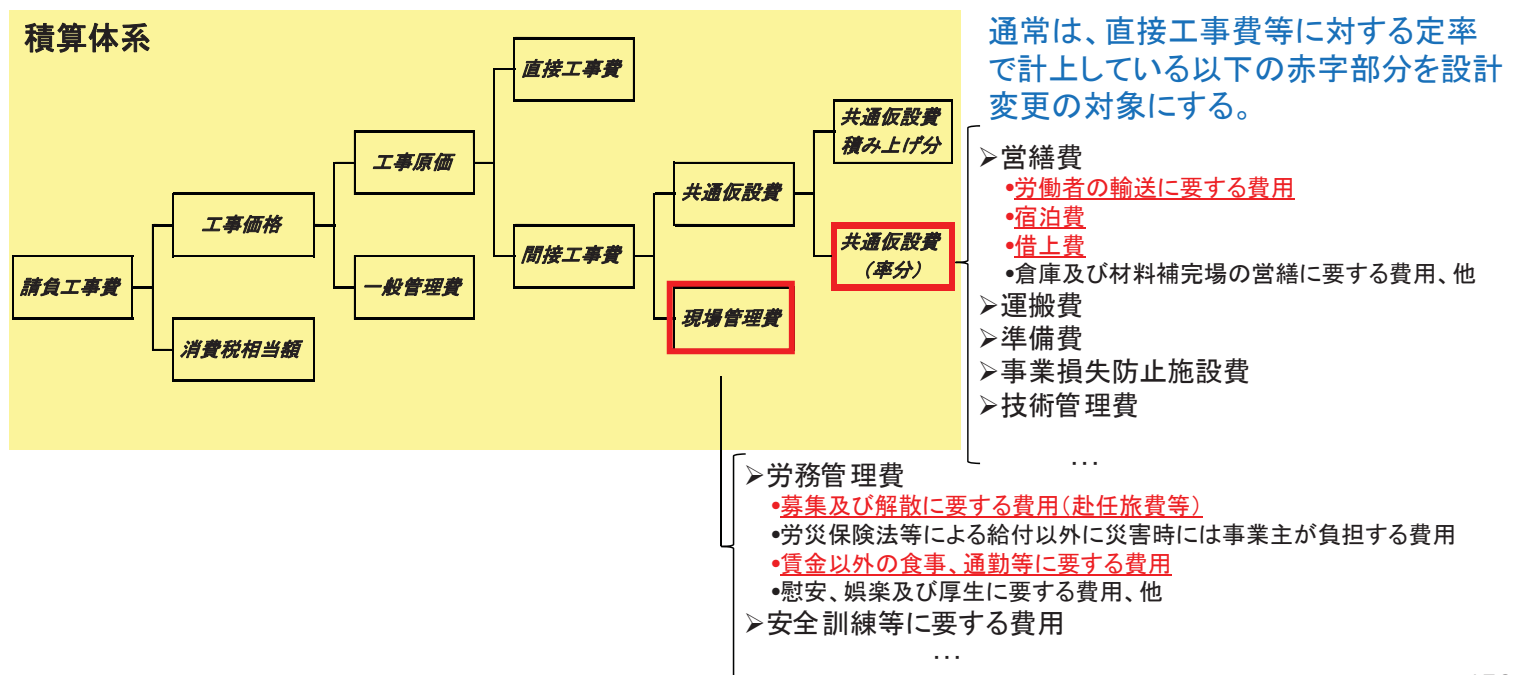 積算体系
通常は、直接工事費等に対する定率
で計上している以下の赤字部分を設計
変更の対象にする。
直接工事費
共通仮設費
積み上げ分
工事原価
共通仮設費
工事価格
間接工事費
共通仮設費
（率分）
請負工事費
一般管理費
現場管理費
消費税相当額
➢営繕費
•労働者の輸送に要する費用
•宿泊費
•借上費
•倉庫及び材料補完場の営繕に要する費用、他
➢運搬費
➢準備費
➢事業損失防止施設費
➢技術管理費
…
➢労務管理費
•募集及び解散に要する費用（赴任旅費等）
•労災保険法等による給付以外に災害時には事業主が負担する費用
•賃金以外の食事、通勤等に要する費用
•慰安、娯楽及び厚生に要する費用、他
➢安全訓練等に要する費用
…